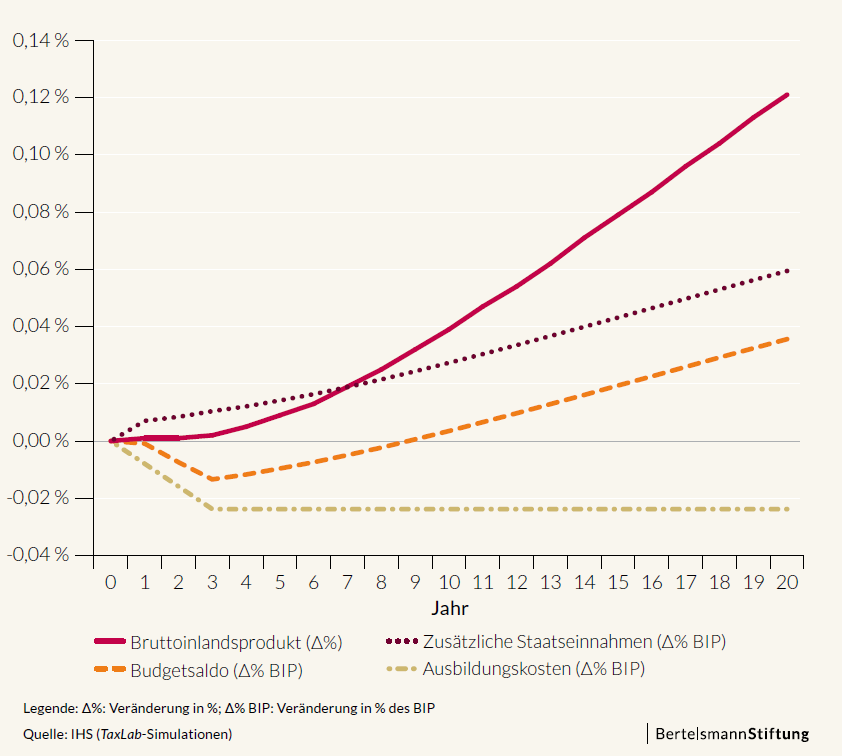 0,14 %
0,12 %
0,10 %
0,08 %
0,06 %
0,04 %
0,02 %
0,00 %
-0,02 %
-0,04 %
0 1 2 3 4 5 6 7 8 9 10 11 12 13 14 15 16 17 18 19 20
Jahr
Bruttoinlandsprodukt (Δ%) Zusätzliche Staatseinnahmen (Δ% BIP)
Budgetsaldo (Δ% BIP) Ausbildungskosten (Δ% BIP)
Legende: Δ%: Veränderung in %; Δ% BIP: Veränderung in % des BIP
Quelle: IHS (TaxLab-Simulationen) BertelsmannStiftung